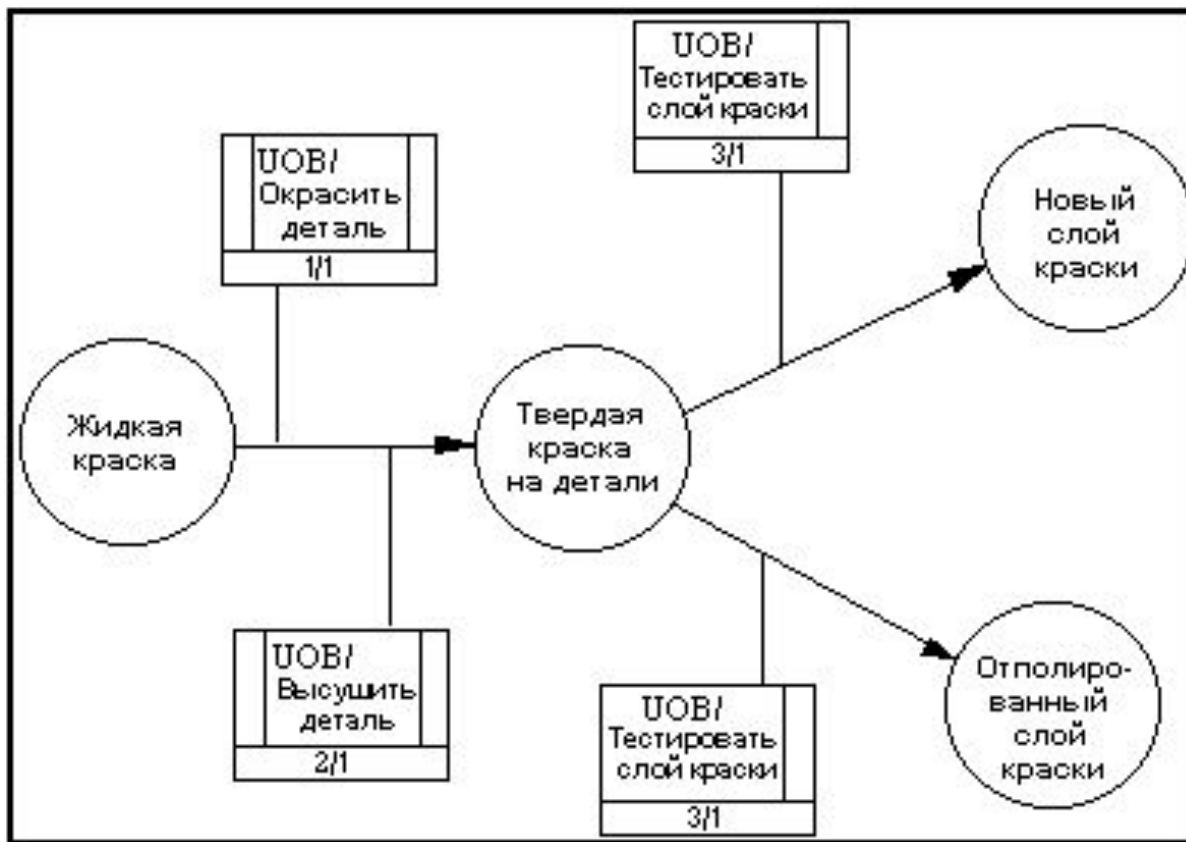 UOB/
Окрасить
деталь
1/1
UOB/
Тестировать
слой краски
3/1
Новый
слой
краски
Жидкая
краска
Твердая
краска
на детали
UOB/
Высушить
деталь
2/1
UOB/
Тестировать
слой краски
3/1
Отполиро-
ванный
слой
краски